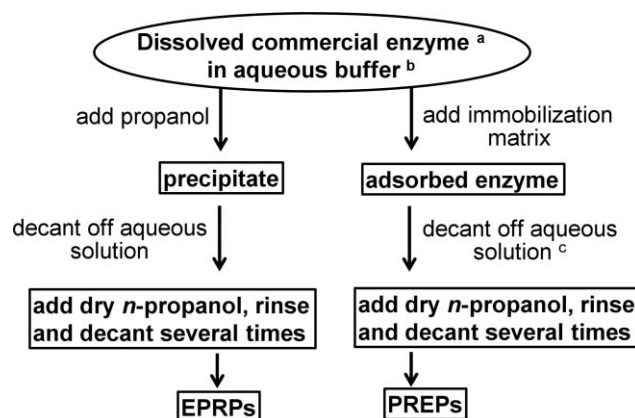 Dissolved commercial enzyme a
in aqueous buffer b
add propanol
add immobilization
matrix
precipitate
adsorbed enzyme
decant off aqueous
solution
decant off aqueous
solution c
add dry n-propanol, rinse
and decant several times
add dry n-propanol, rinse
and decant several times
EPRPs
PREPs